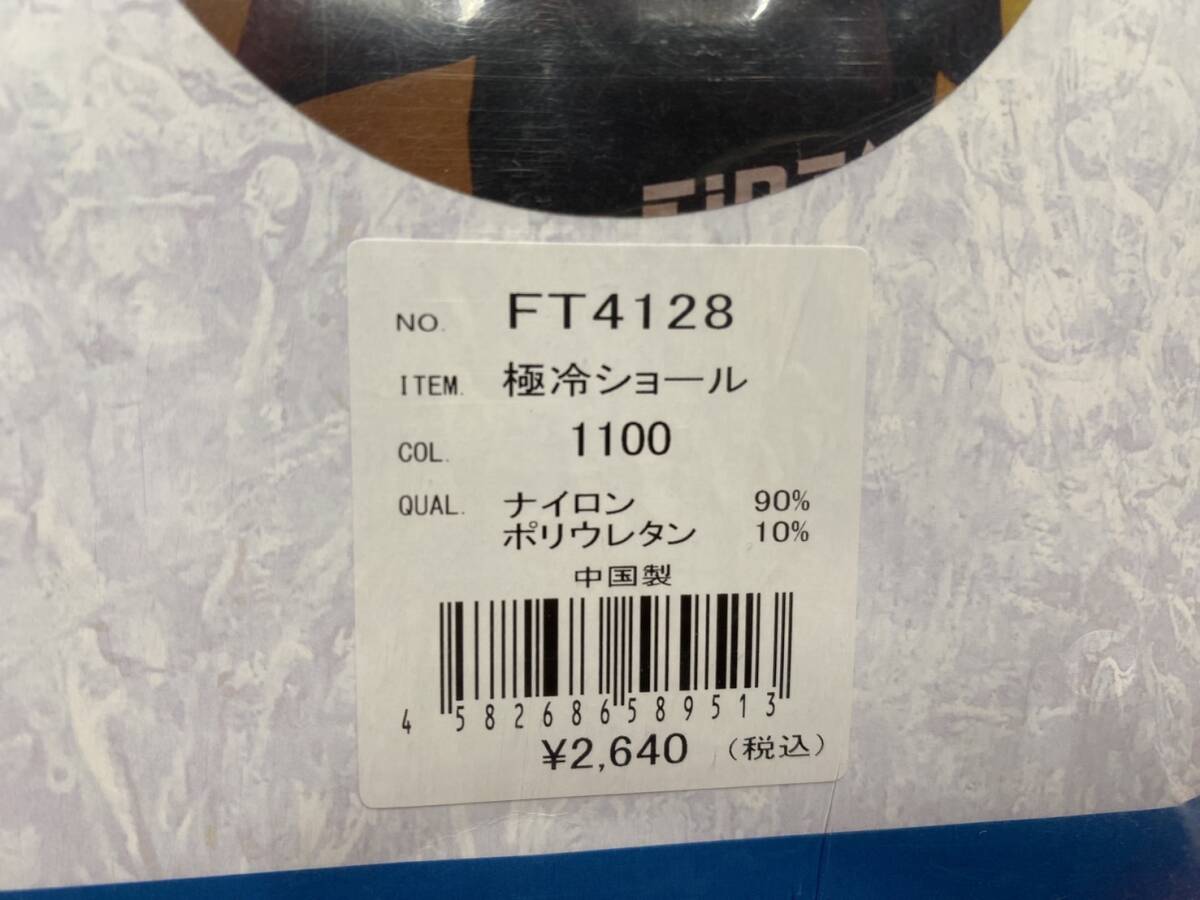 NO. FT4128
ITEM. 極冷ショール
COL. 1100
QUAL. ナイロン 90%
ポリウレタン 10%
中国製
4 582686 589513
¥2,640 (税込)